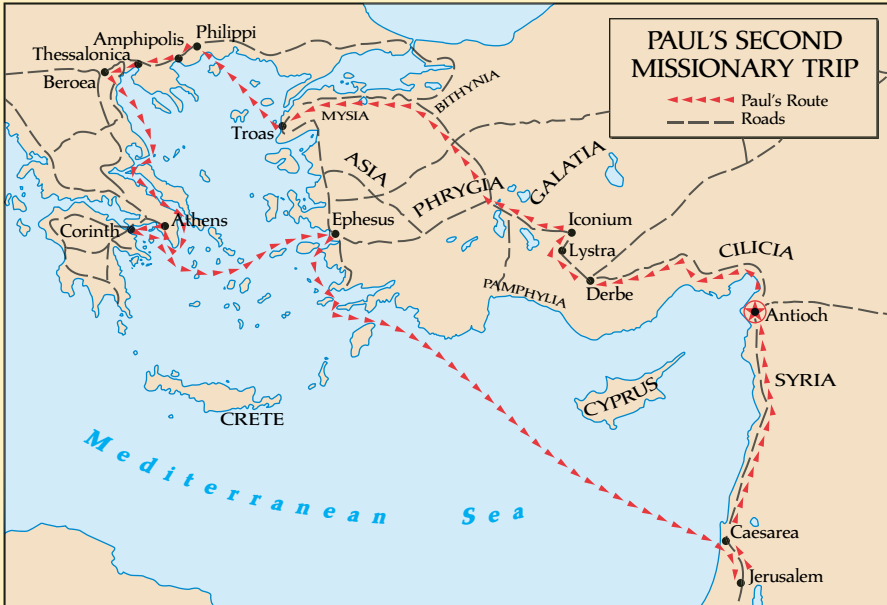 PAUL'S SECOND
MISSIONARY TRIP
Paul's Route
Roads
Philippi
Amphipolis
Thessalonica
Beroea
Troas
MYSIA
BITHYNIA
ASIA
PHRYGIA
GALATIA
Athens
Corinth
Ephesus
Iconium
Lystra
Derbe
PAMPHYLIA
CILICIA
Antioch
SYRIA
CYPRUS
CRETE
Mediterranean Sea
Caesarea
Jerusalem